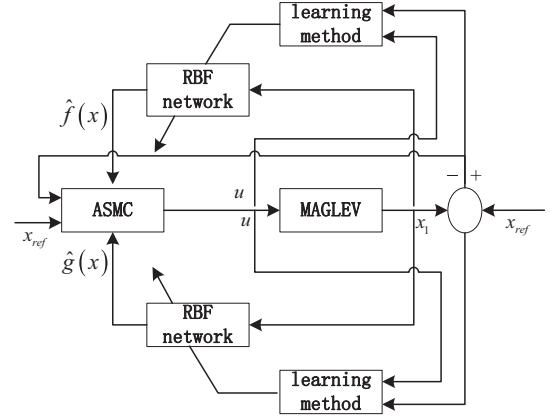 learning
method
RBF
network
f̂(x)
− +
u
ASMC
MAGLEV
x_ref
u
x_1
x_ref
ĝ(x)
RBF
network
learning
method